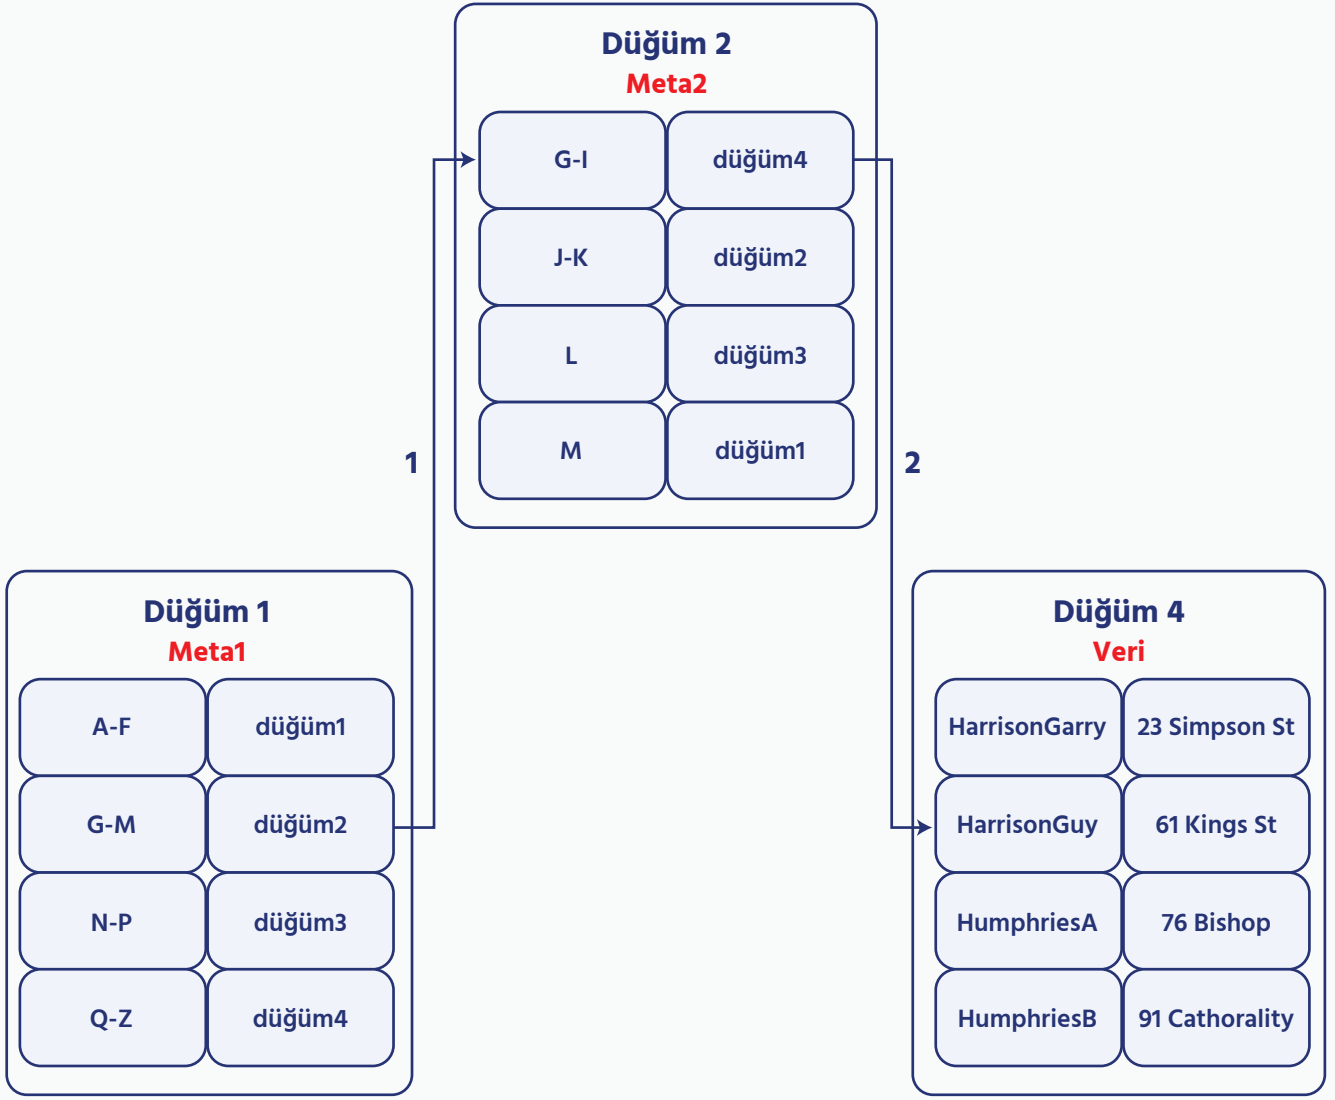 Düğüm 2
Meta2
G-I düğüm4
J-K düğüm2
L düğüm3
M düğüm1
1
2
Düğüm 1
Meta1
A-F düğüm1
G-M düğüm2
N-P düğüm3
Q-Z düğüm4
Düğüm 4
Veri
HarrisonGarry 23 Simpson St
HarrisonGuy 61 Kings St
HumphriesA 76 Bishop
HumphriesB 91 Cathorality